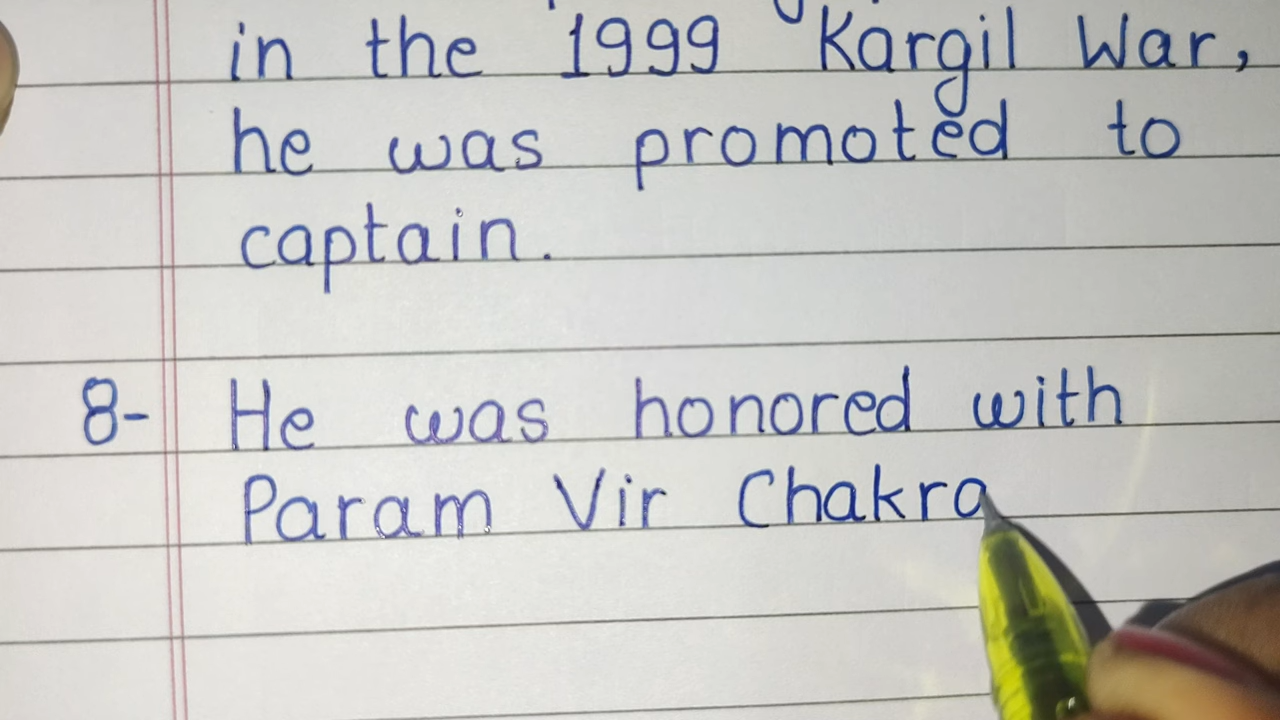 in the 1999 Kargil War,
he was promoted to
captain.
8- He was honored with
Param Vir Chakra